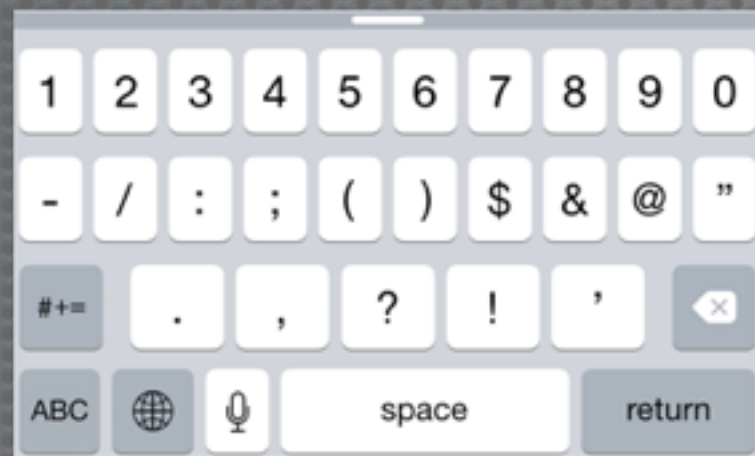 1 2 3 4 5 6 7 8 9 0
- / : ; ( ) $ & @ ”
#+= . , ? ! ’
ABC space return